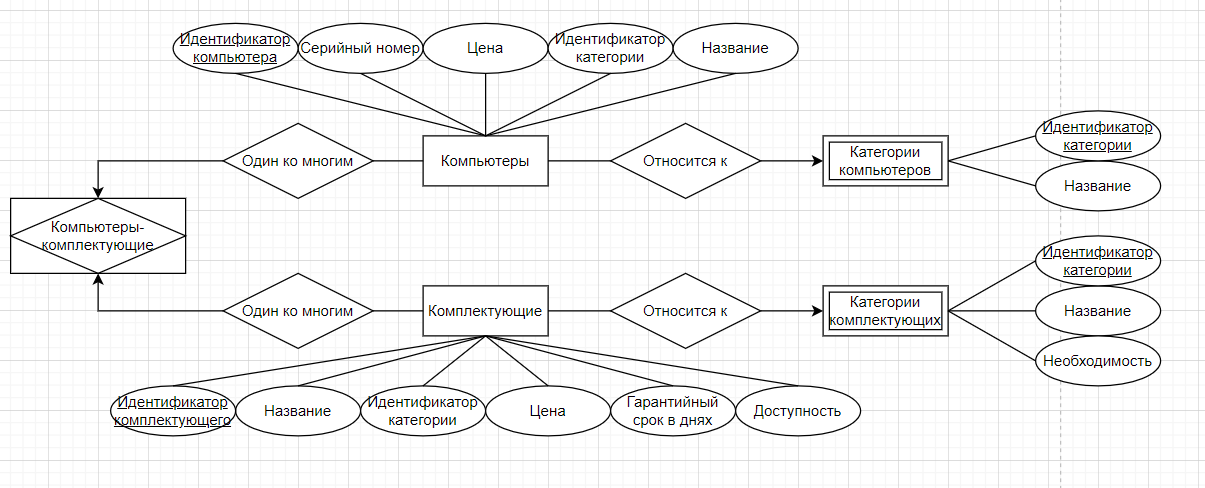 Идентификатор
компьютера
Серийный номер
Цена
Идентификатор
категории
Название
Один ко многим
Компьютеры
Относится к
Категории
компьютеров
Идентификатор
категории
Название
Компьютеры-
комплектующие
Один ко многим
Комплектующие
Относится к
Категории
комплектующих
Идентификатор
категории
Название
Необходимость
Идентификатор
комплектующего
Название
Идентификатор
категории
Цена
Гарантийный
срок в днях
Доступность